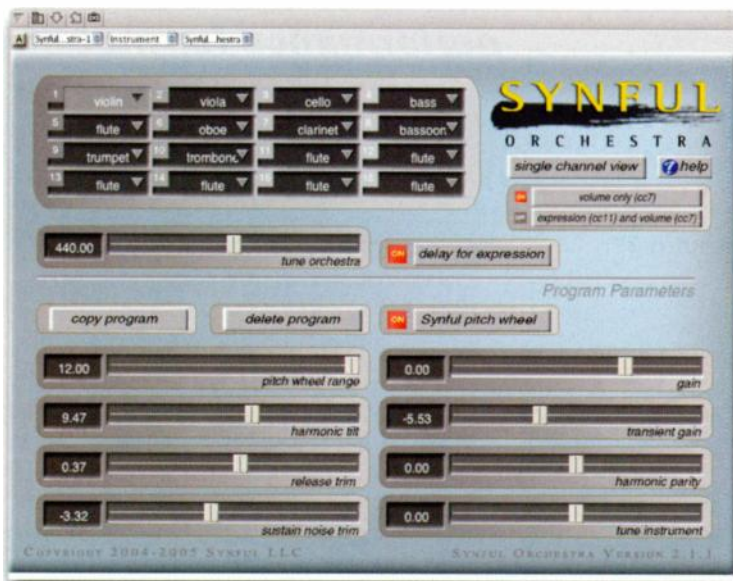 Synful...stra-1 Instrument Synful...hestra
1 violin 2 viola 3 cello 4 bass
5 flute 6 oboe 7 clarinet 8 bassoon
9 trumpet 10 trombone 11 flute 12 flute
13 flute 14 flute 15 flute 16 flute
SYNFUL
ORCHESTRA
single channel view ? help
ON volume only (cc7)
expression (cc11) and volume (cc7)
440.00 tune orchestra
ON delay for expression
Program Parameters
copy program delete program ON Synful pitch wheel
12.00 pitch wheel range
0.00 gain
9.47 harmonic tilt
-5.53 transient gain
0.37 release trim
0.00 harmonic parity
-3.32 sustain noise trim
0.00 tune instrument
COPYRIGHT 2004-2005 SYNFUL LLC
SYNFUL ORCHESTRA VERSION 2.1.1